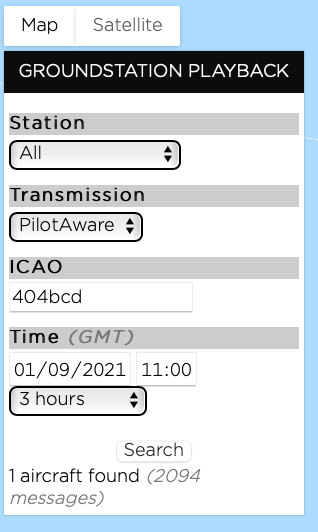 Map Satellite
GROUNDSTATION PLAYBACK
Station
All
Transmission
PilotAware
ICAO
404bcd
Time (GMT)
01/09/2021 11:00
3 hours
Search
1 aircraft found (2094
messages)